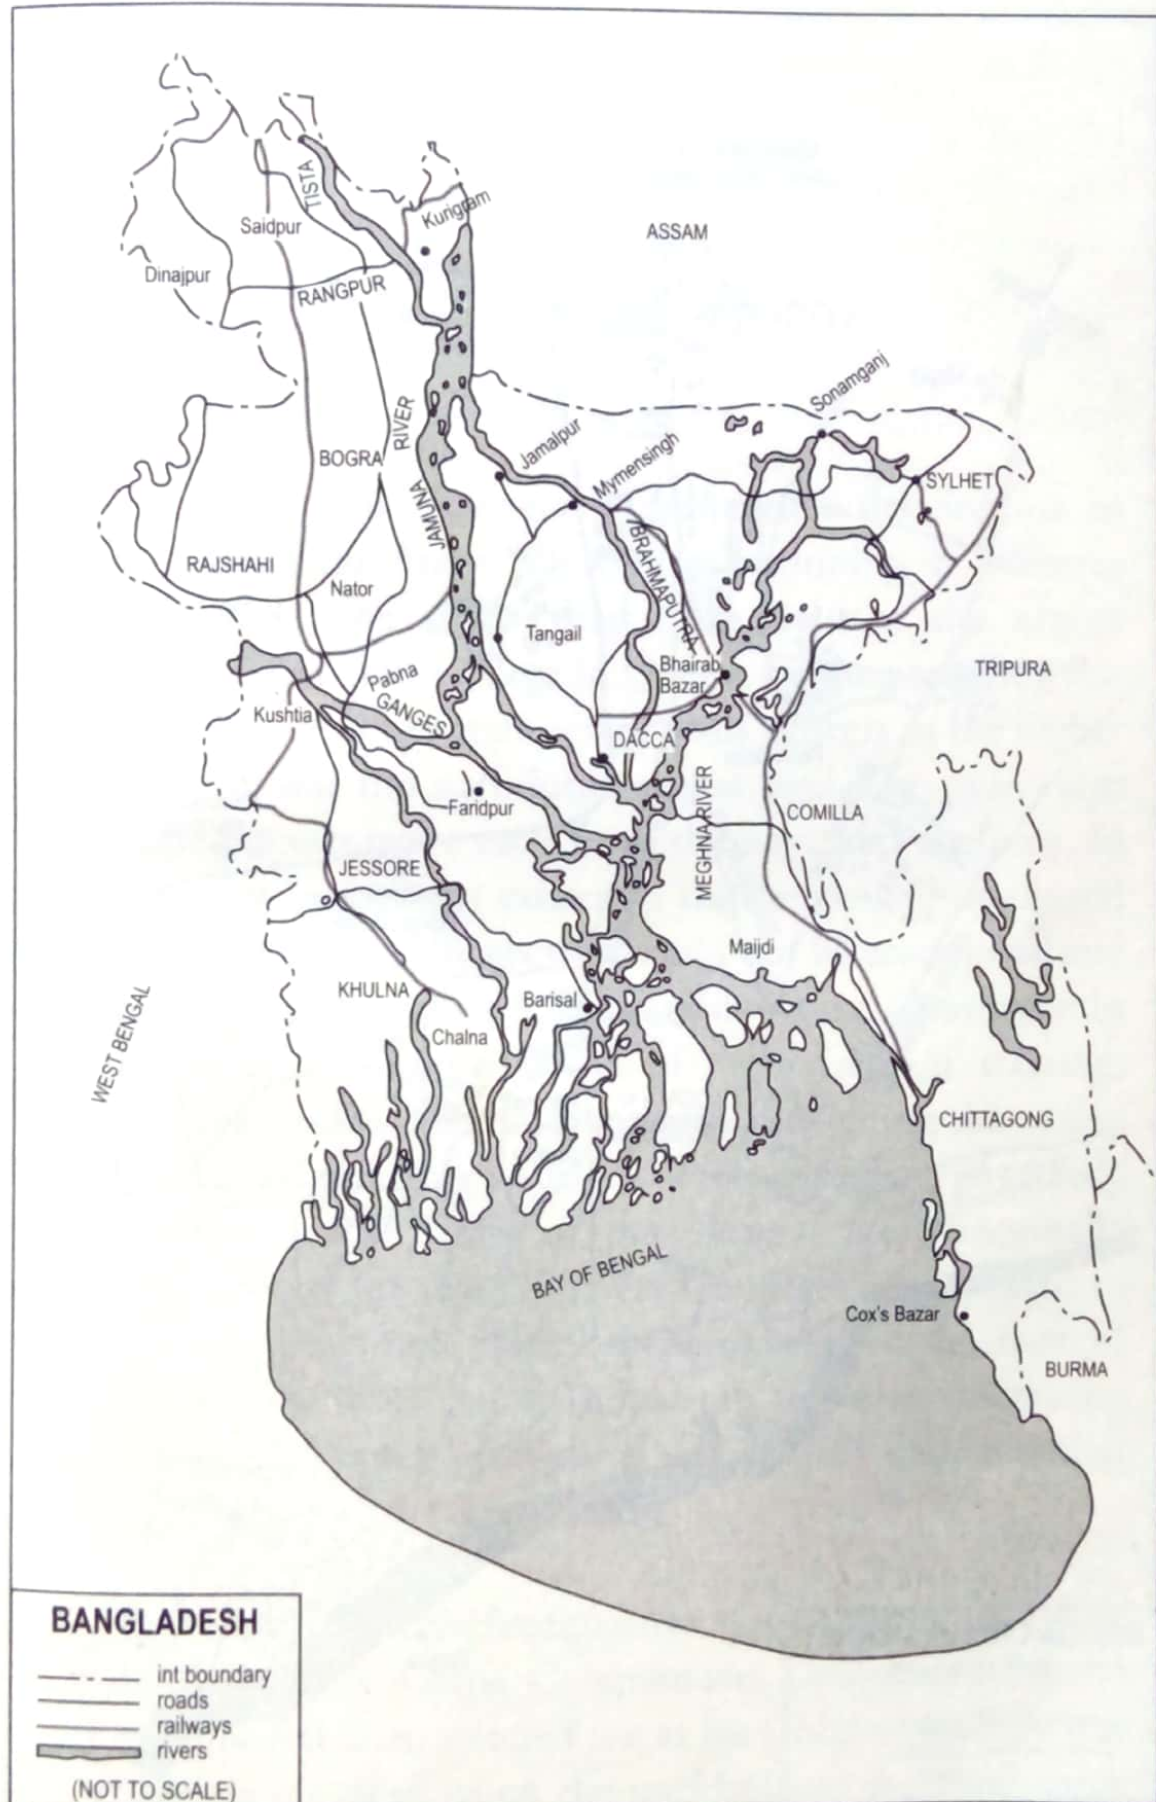 TISTA
Kurigram
Saidpur
ASSAM
Dinajpur
RANGPUR
Sonamganj
RIVER
Jamalpur
BOGRA
Mymensingh
SYLHET
JAMUNA
BRAHMAPUTRA
RAJSHAHI
Nator
Tangail
Bhairab
Bazar
TRIPURA
Pabna
GANGES
Kushtia
DACCA
MEGHNA RIVER
Faridpur
COMILLA
JESSORE
Maijdi
KHULNA
Barisal
WEST BENGAL
Chalna
CHITTAGONG
BAY OF BENGAL
Cox's Bazar
BURMA
BANGLADESH
int boundary
roads
railways
rivers
(NOT TO SCALE)